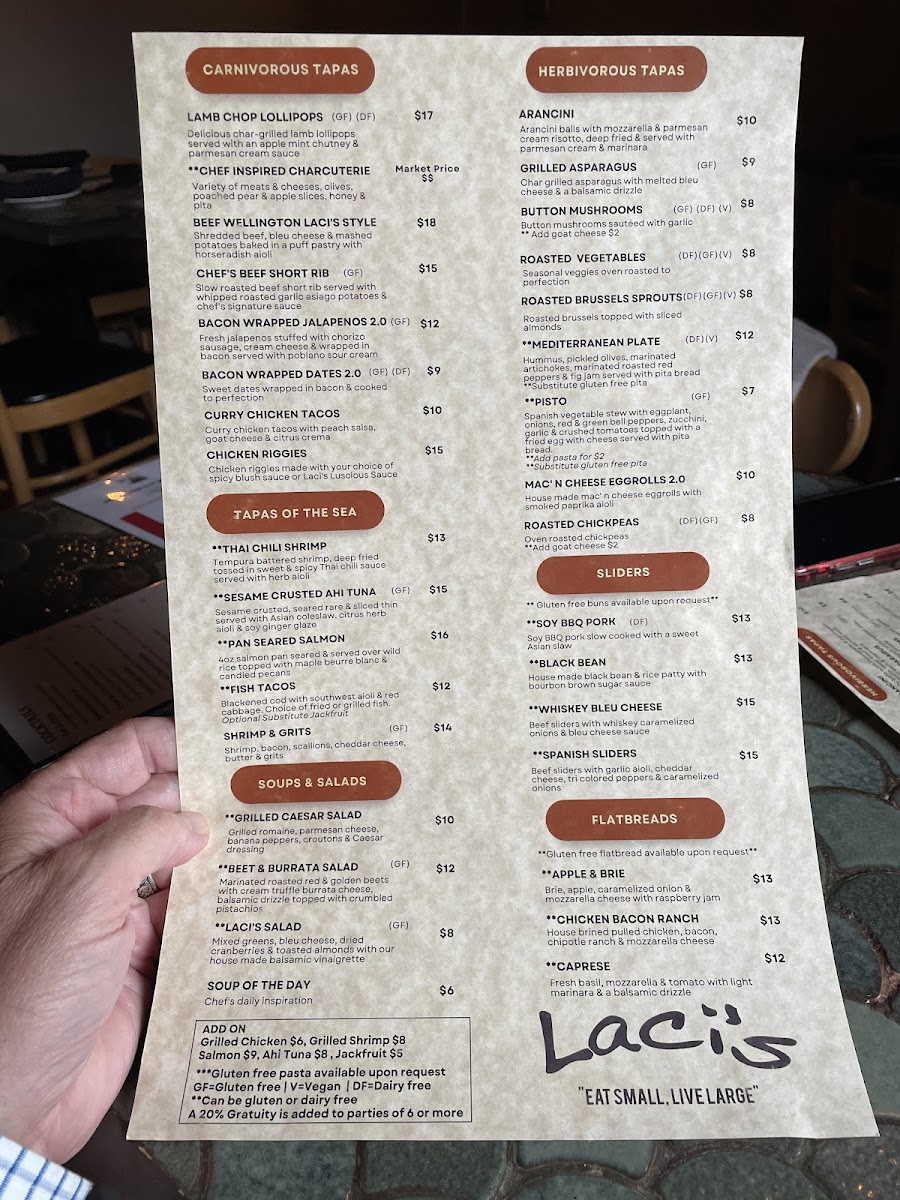 CARNIVOROUS TAPAS
LAMB CHOP LOLLIPOPS (GF) (DF) $17
Delicious char-grilled lamb lollipops
served with an apple mint chutney &
parmesan cream sauce
**CHEF INSPIRED CHARCUTERIE Market Price
$$
Variety of meats & cheeses, olives,
poached pear & apple slices, honey &
pita
BEEF WELLINGTON LACI'S STYLE $18
Shredded beef, bleu cheese & mashed
potatoes baked in a puff pastry with
horseradish aioli
CHEF'S BEEF SHORT RIB (GF) $15
Slow roasted beef short rib served with
whipped roasted garlic asiago potatoes &
chef's signature sauce
BACON WRAPPED JALAPENOS 2.0 (GF) $12
Fresh jalapenos stuffed with chorizo
sausage, cream cheese & wrapped in
bacon served with poblano sour cream
BACON WRAPPED DATES 2.0 (GF) (DF) $9
Sweet dates wrapped in bacon & cooked
to perfection
CURRY CHICKEN TACOS $10
Curry chicken tacos with peach salsa,
goat cheese & citrus crema
CHICKEN RIGGIES $15
Chicken riggies made with your choice of
spicy blush sauce or Laci's Luscious Sauce
TAPAS OF THE SEA
**THAI CHILI SHRIMP $13
Tempura battered shrimp, deep fried
tossed in sweet & spicy Thai chili sauce
served with herb aioli
**SESAME CRUSTED AHI TUNA (GF) $15
Sesame crusted, seared rare & sliced thin
served with Asian coleslaw, citrus herb
aioli & soy ginger glaze
**PAN SEARED SALMON $16
4oz salmon pan seared & served over wild
rice topped with maple beurre blanc &
candied pecans
**FISH TACOS $12
Blackened cod with southwest aioli & red
cabbage. Choice of fried or grilled fish.
Optional Substitute Jackfruit
SHRIMP & GRITS (GF) $14
Shrimp, bacon, scallions, cheddar cheese,
butter & grits
SOUPS & SALADS
**GRILLED CAESAR SALAD $10
Grilled romaine, parmesan cheese,
banana peppers, croutons & Caesar
dressing
**BEET & BURRATA SALAD (GF) $12
Marinated roasted red & golden beets
with cream truffle burrata cheese,
balsamic drizzle topped with crumbled
pistachios
**LACI'S SALAD (GF) $8
Mixed greens, bleu cheese, dried
cranberries & toasted almonds with our
house made balsamic vinaigrette
SOUP OF THE DAY $6
Chef's daily inspiration
ADD ON
Grilled Chicken $6, Grilled Shrimp $8
Salmon $9, Ahi Tuna $8 , Jackfruit $5
***Gluten free pasta available upon request
GF=Gluten free | V=Vegan | DF=Dairy free
**Can be gluten or dairy free
A 20% Gratuity is added to parties of 6 or more
HERBIVOROUS TAPAS
ARANCINI $10
Arancini balls with mozzarella & parmesan
cream risotto, deep fried & served with
parmesan cream & marinara
GRILLED ASPARAGUS (GF) $9
Char grilled asparagus with melted bleu
cheese & a balsamic drizzle
BUTTON MUSHROOMS (GF) (DF) (V) $8
Button mushrooms sautéed with garlic
** Add goat cheese $2
ROASTED VEGETABLES (DF)(GF)(V) $8
Seasonal veggies oven roasted to
perfection
ROASTED BRUSSELS SPROUTS(DF)(GF)(V) $8
Roasted brussels topped with sliced
almonds
**MEDITERRANEAN PLATE (DF)(V) $12
Hummus, pickled olives, marinated
artichokes, marinated roasted red
peppers & fig jam served with pita bread
**Substitute gluten free pita
**PISTO (GF) $7
Spanish vegetable stew with eggplant,
onions, red & green bell peppers, zucchini,
garlic & crushed tomatoes topped with a
fried egg with cheese served with pita
bread.
**Add pasta for $2
**Substitute gluten free pita
MAC' N CHEESE EGGROLLS 2.0 $10
House made mac' n cheese eggrolls with
smoked paprika aioli
ROASTED CHICKPEAS (DF)(GF) $8
Oven roasted chickpeas
**Add goat cheese $2
SLIDERS
** Gluten free buns available upon request**
**SOY BBQ PORK (DF) $13
Soy BBQ pork slow cooked with a sweet
Asian slaw
**BLACK BEAN $13
House made black bean & rice patty with
bourbon brown sugar sauce
**WHISKEY BLEU CHEESE $15
Beef sliders with whiskey caramelized
onions & bleu cheese sauce
**SPANISH SLIDERS $15
Beef sliders with garlic aioli, cheddar
cheese, tri colored peppers & caramelized
onions
FLATBREADS
**Gluten free flatbread available upon request**
**APPLE & BRIE $13
Brie, apple, caramelized onion &
mozzarella cheese with raspberry jam
**CHICKEN BACON RANCH $13
House brined pulled chicken, bacon,
chipotle ranch & mozzarella cheese
**CAPRESE $12
Fresh basil, mozzarella & tomato with light
marinara & a balsamic drizzle
Laci's
"EAT SMALL, LIVE LARGE"
HERBIVOROUS TAPAS